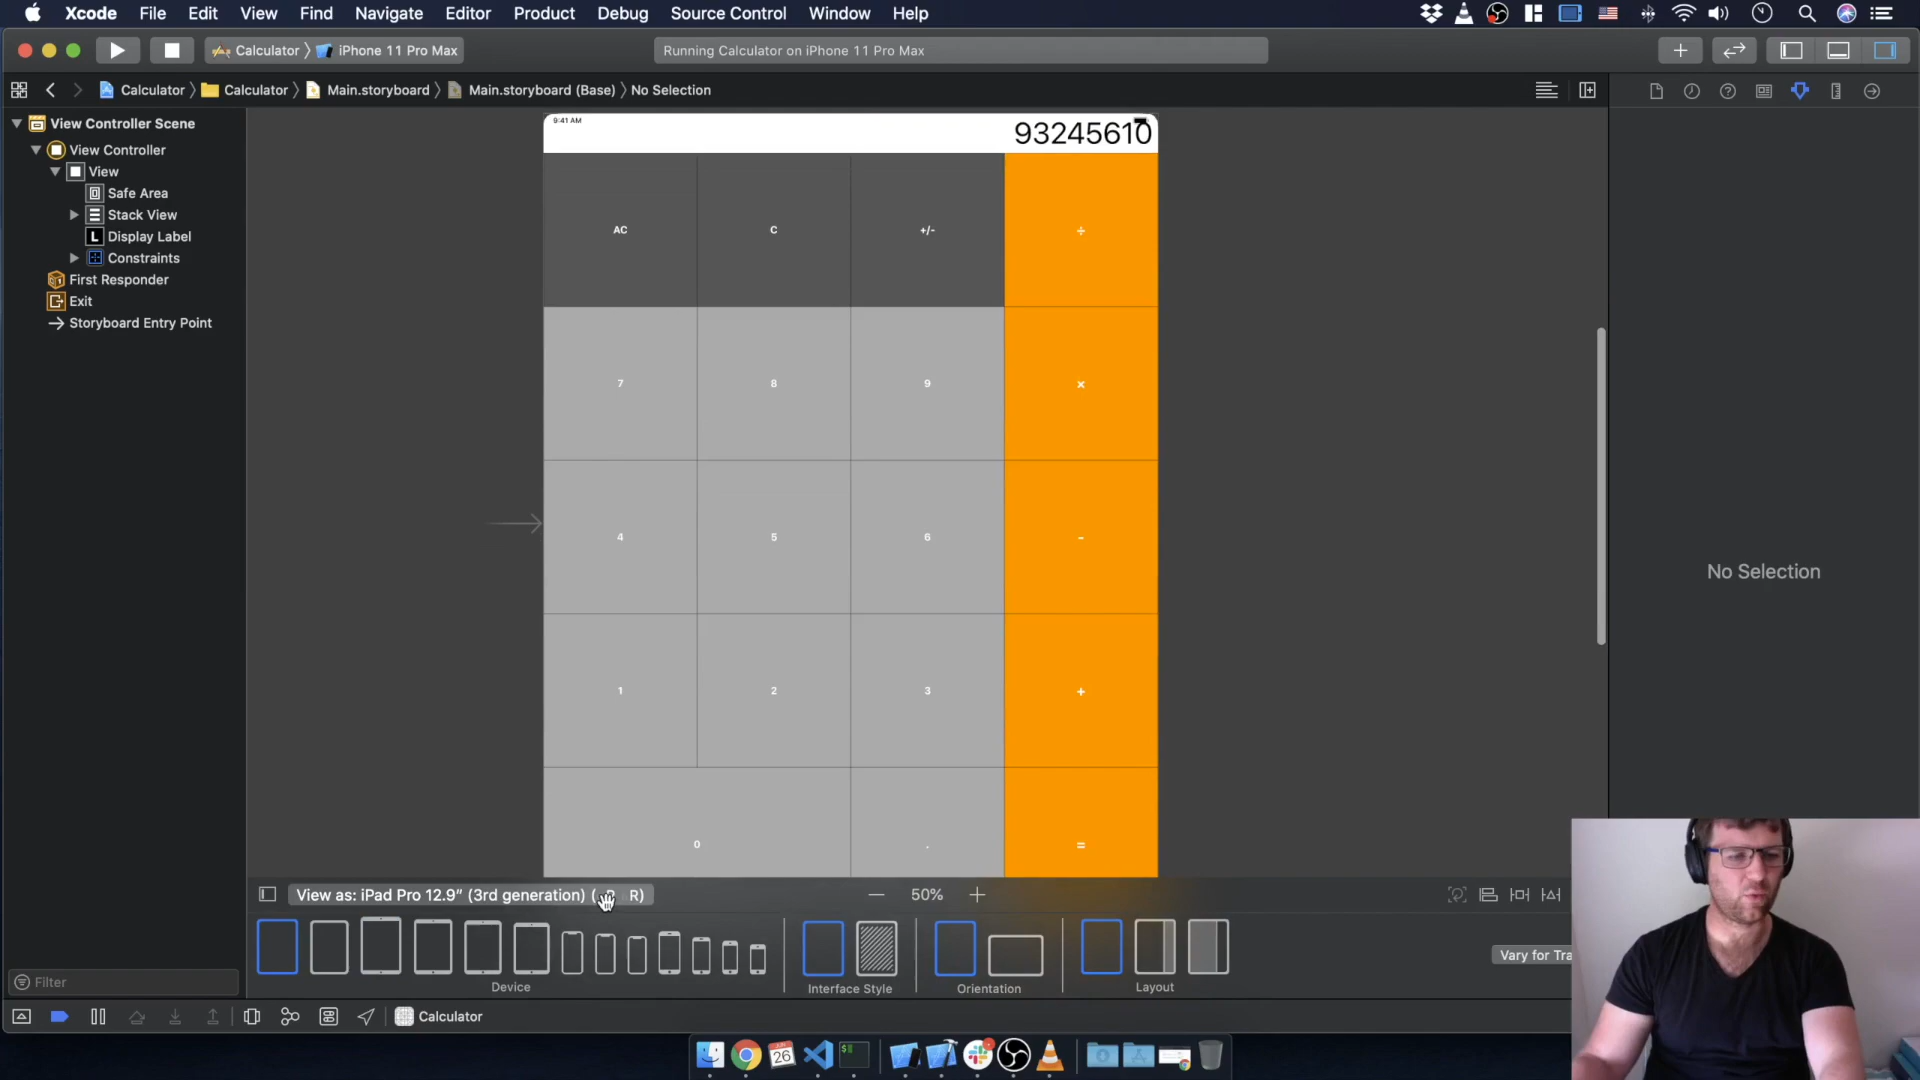 Xcode File Edit View Find Navigate Editor Product Debug Source Control Window Help
Calculator iPhone 11 Pro Max
Running Calculator on iPhone 11 Pro Max
Calculator Calculator Main.storyboard Main.storyboard (Base) No Selection
View Controller Scene
View Controller
View
Safe Area
Stack View
L Display Label
Constraints
First Responder
Exit
Storyboard Entry Point
9:41 AM
93245610
AC C +/- ÷
7 8 9 ×
4 5 6 -
1 2 3 +
0 . =
No Selection
View as: iPad Pro 12.9" (3rd generation) ( R)
50%
Device
Interface Style
Orientation
Layout
Vary for Tra
Filter
Calculator
26